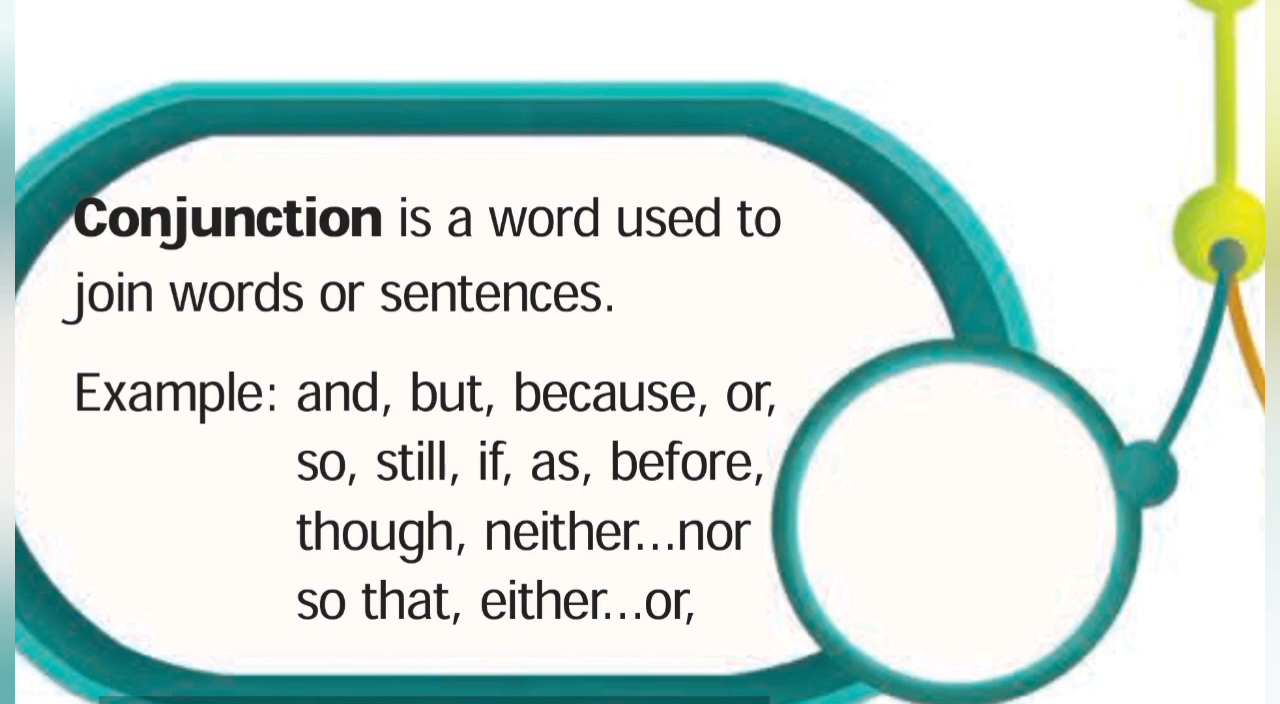 Conjunction is a word used to
join words or sentences.
Example: and, but, because, or,
so, still, if, as, before,
though, neither...nor
so that, either...or,